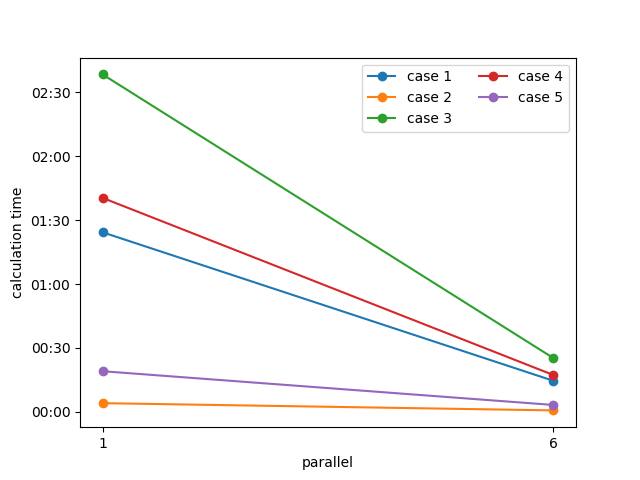 case 1
case 2
case 3
case 4
case 5
02:30
02:00
01:30
01:00
00:30
00:00
calculation time
1
6
parallel